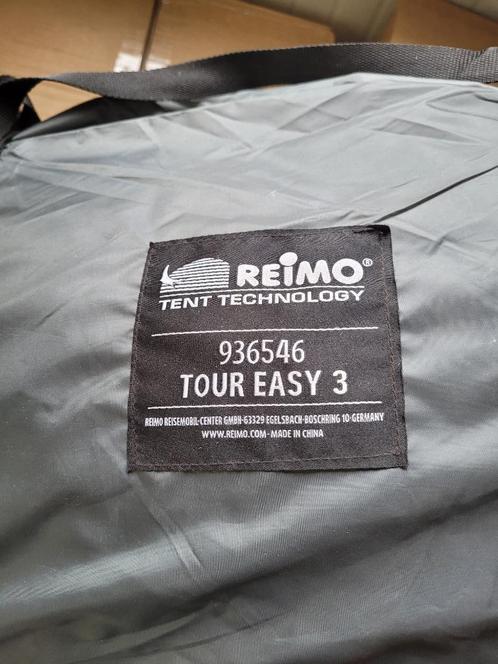 REIMO®
TENT TECHNOLOGY
936546
TOUR EASY 3
REIMO REISEMOBIL-CENTER GMBH-63329 EGELSBACH-BOSCHRING 10-GERMANY
WWW.REIMO.COM-MADE IN CHINA